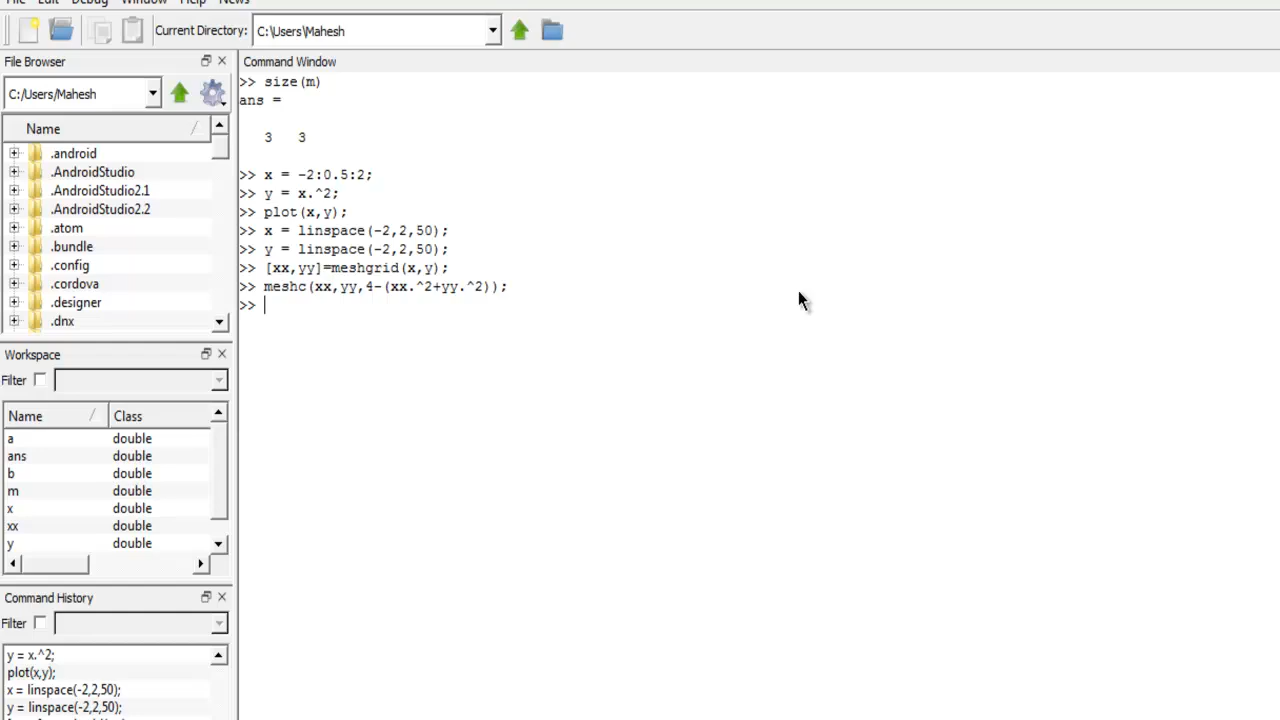 File Edit Debug Window Help News
Current Directory: C:\Users\Mahesh
File Browser
C:/Users/Mahesh
Name
.android
.AndroidStudio
.AndroidStudio2.1
.AndroidStudio2.2
.atom
.bundle
.config
.cordova
.designer
.dnx
Workspace
Filter
Name Class
a double
ans double
b double
m double
x double
xx double
y double
Command History
Filter
y = x.^2;
plot(x,y);
x = linspace(-2,2,50);
y = linspace(-2,2,50);
Command Window
>> size(m)
ans =
3 3
>> x = -2:0.5:2;
>> y = x.^2;
>> plot(x,y);
>> x = linspace(-2,2,50);
>> y = linspace(-2,2,50);
>> [xx,yy]=meshgrid(x,y);
>> meshc(xx,yy,4-(xx.^2+yy.^2));
>>